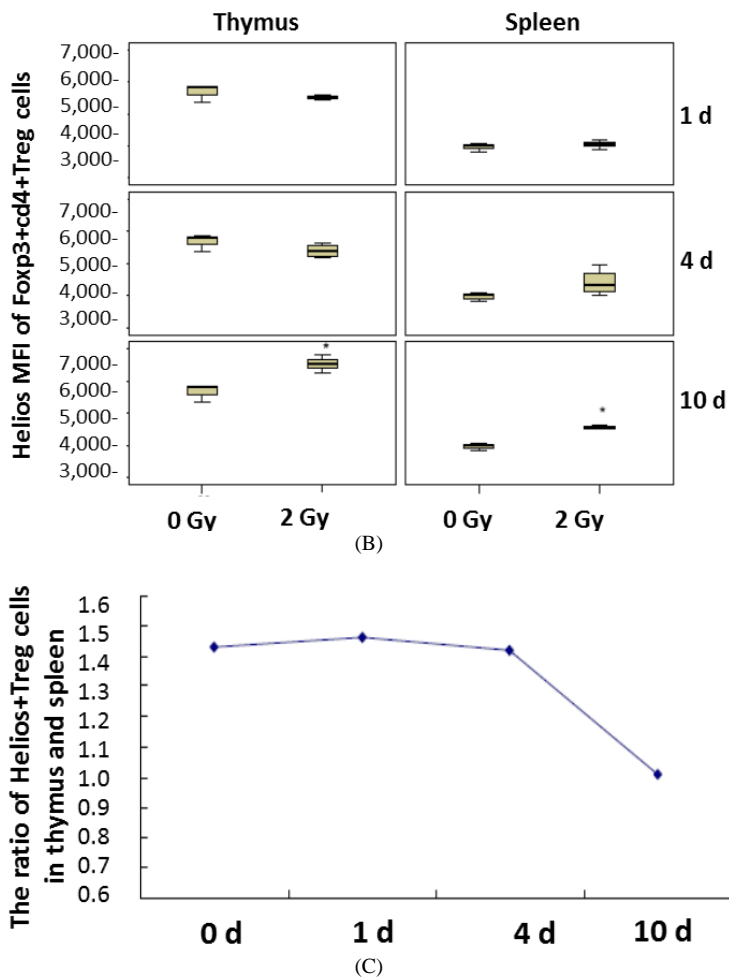 Thymus Spleen
Helios MFI of Foxp3+cd4+Treg cells
7,000-
6,000-
5,000-
4,000-
3,000-
1 d
7,000-
6,000-
5,000-
4,000-
3,000-
4 d
*
7,000-
6,000-
5,000-
4,000-
3,000-
*
10 d
0 Gy 2 Gy 0 Gy 2 Gy
(B)
The ratio of Helios+Treg cells
in thymus and spleen
1.6
1.5
1.4
1.3
1.2
1.1
1.0
0.9
0.8
0.7
0.6
0 d 1 d 4 d 10 d
(C)